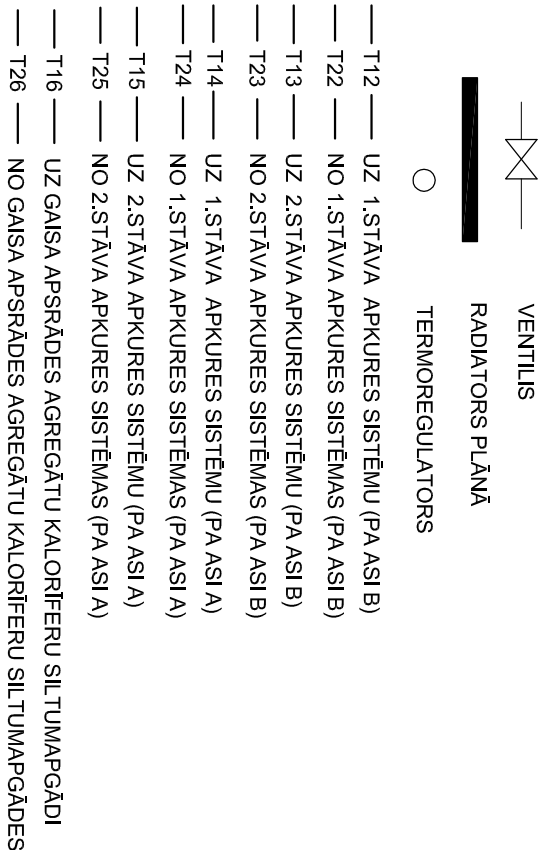 VENTILIS
RADIATORS PLĀNĀ
TERMOREGULATORS
T12 UZ 1.STĀVA APKURES SISTĒMU (PA ASI B)
T22 NO 1.STĀVA APKURES SISTĒMAS (PA ASI B)
T13 UZ 2.STĀVA APKURES SISTĒMU (PA ASI B)
T23 NO 2.STĀVA APKURES SISTĒMAS (PA ASI B)
T14 UZ 1.STĀVA APKURES SISTĒMU (PA ASI A)
T24 NO 1.STĀVA APKURES SISTĒMAS (PA ASI A)
T15 UZ 2.STĀVA APKURES SISTĒMU (PA ASI A)
T25 NO 2.STĀVA APKURES SISTĒMAS (PA ASI A)
T16 UZ GAISA APSRĀDES AGREGĀTU KALORĪFERU SILTUMAPGĀDI
T26 NO GAISA APSRĀDES AGREGĀTU KALORĪFERU SILTUMAPGĀDES